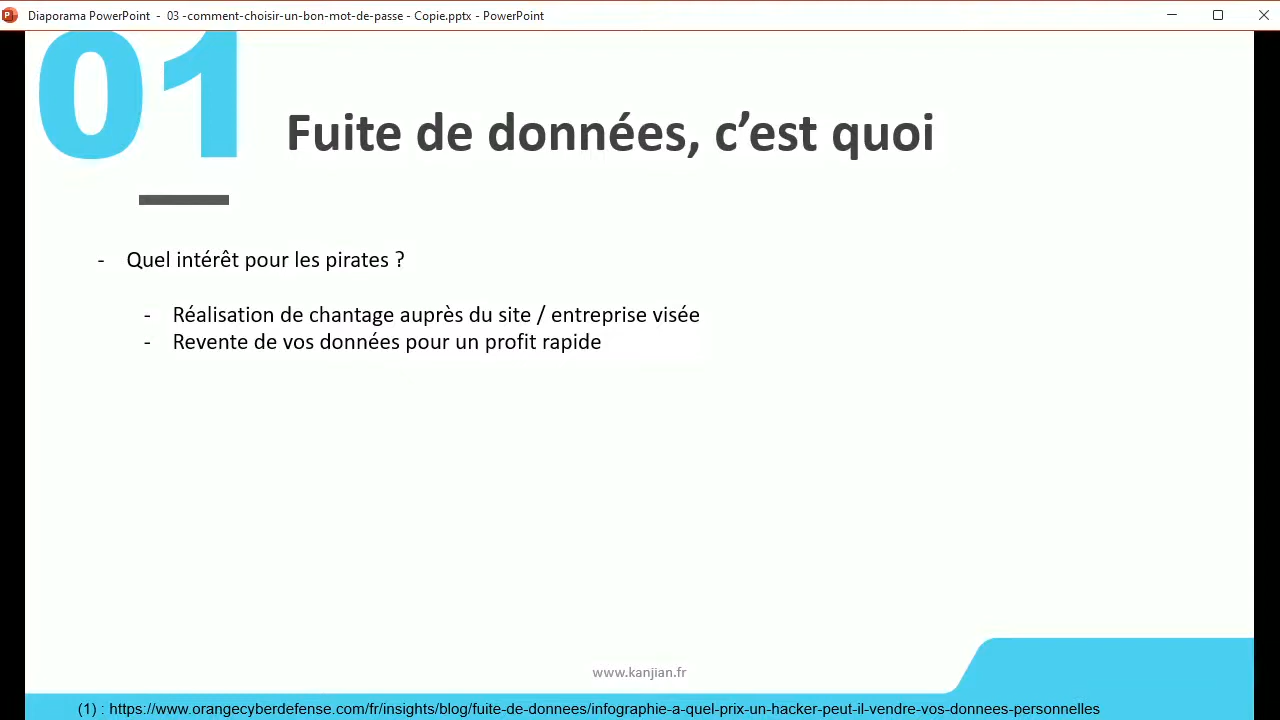 Diaporama PowerPoint - 03 -comment-choisir-un-bon-mot-de-passe - Copie.pptx - PowerPoint
01
Fuite de données, c’est quoi
- Quel intérêt pour les pirates ?
- Réalisation de chantage auprès du site / entreprise visée
- Revente de vos données pour un profit rapide
www.kanjian.fr
(1) : https://www.orangecyberdefense.com/fr/insights/blog/fuite-de-donnees/infographie-a-quel-prix-un-hacker-peut-il-vendre-vos-donnees-personnelles